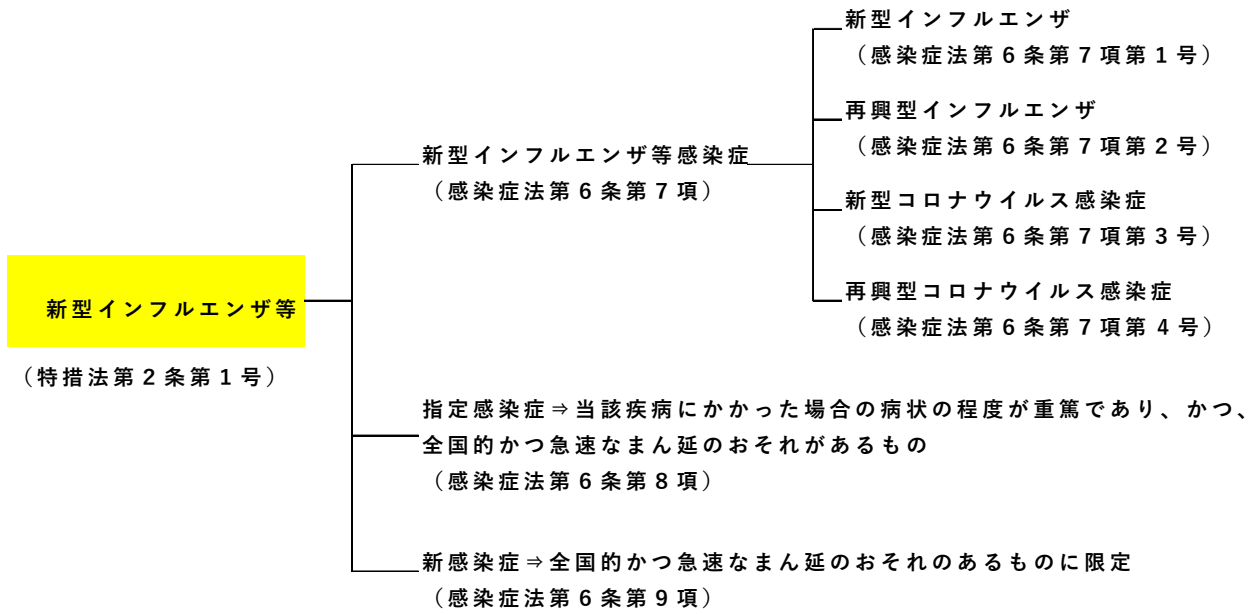 新型インフルエンザ等
（特措法第２条第１号）
新型インフルエンザ等感染症
（感染症法第６条第７項）
新型インフルエンザ
（感染症法第６条第７項第１号）
再興型インフルエンザ
（感染症法第６条第７項第２号）
新型コロナウイルス感染症
（感染症法第６条第７項第３号）
再興型コロナウイルス感染症
（感染症法第６条第７項第４号）
指定感染症⇒当該疾病にかかった場合の病状の程度が重篤であり、かつ、
全国的かつ急速なまん延のおそれがあるもの
（感染症法第６条第８項）
新感染症⇒全国的かつ急速なまん延のおそれのあるものに限定
（感染症法第６条第９項）